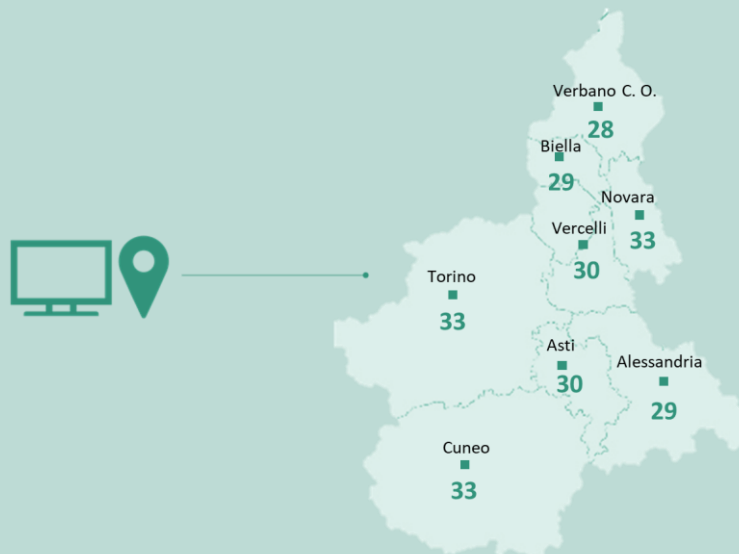 Verbano C. O.
28
Biella
29
Novara
33
Vercelli
30
Torino
33
Asti
30
Alessandria
29
Cuneo
33